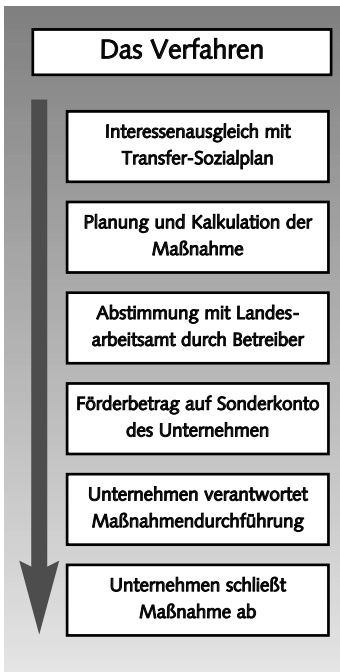 Das Verfahren
Interessenausgleich mit
Transfer-Sozialplan
Planung und Kalkulation der
Maßnahme
Abstimmung mit Landes-
arbeitsamt durch Betreiber
Förderbetrag auf Sonderkonto
des Unternehmen
Unternehmen verantwortet
Maßnahmendurchführung
Unternehmen schließt
Maßnahme ab